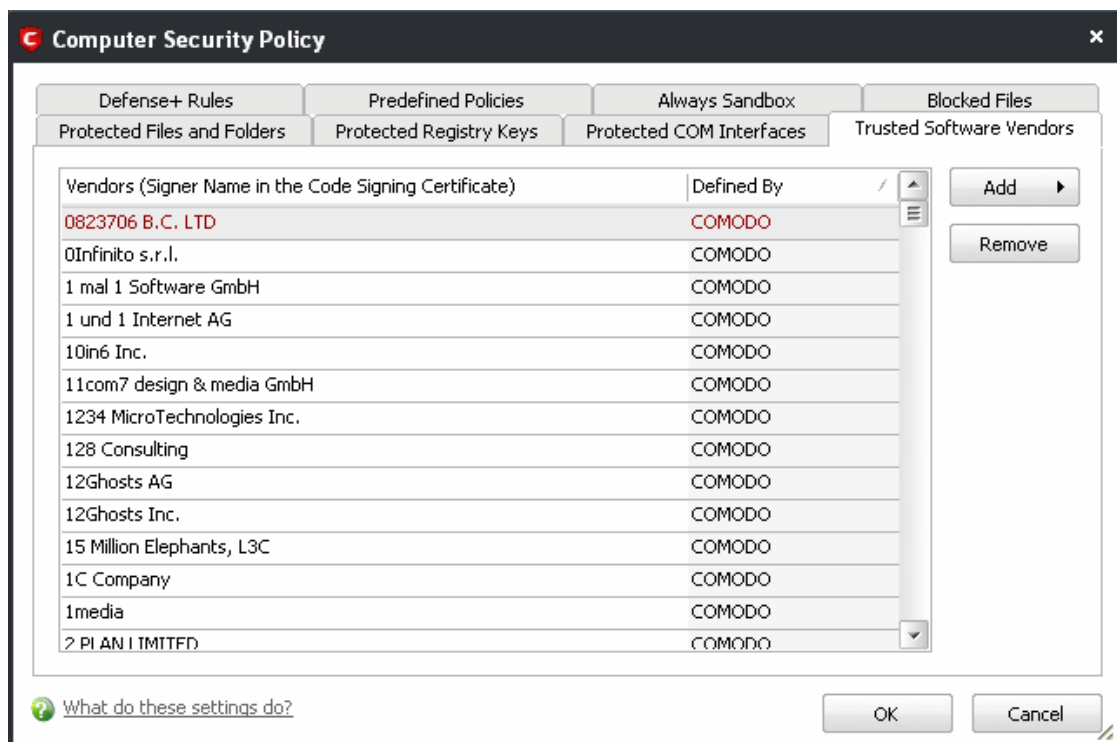 Computer Security Policy
Defense+ Rules Predefined Policies Always Sandbox Blocked Files
Protected Files and Folders Protected Registry Keys Protected COM Interfaces Trusted Software Vendors
Vendors (Signer Name in the Code Signing Certificate) Defined By
Add
0823706 B.C. LTD COMODO
Remove
0Infinito s.r.l. COMODO
1 mal 1 Software GmbH COMODO
1 und 1 Internet AG COMODO
10in6 Inc. COMODO
11com7 design & media GmbH COMODO
1234 MicroTechnologies Inc. COMODO
128 Consulting COMODO
12Ghosts AG COMODO
12Ghosts Inc. COMODO
15 Million Elephants, L3C COMODO
1C Company COMODO
1media COMODO
2 PLAN LIMITED COMODO
What do these settings do?
OK Cancel